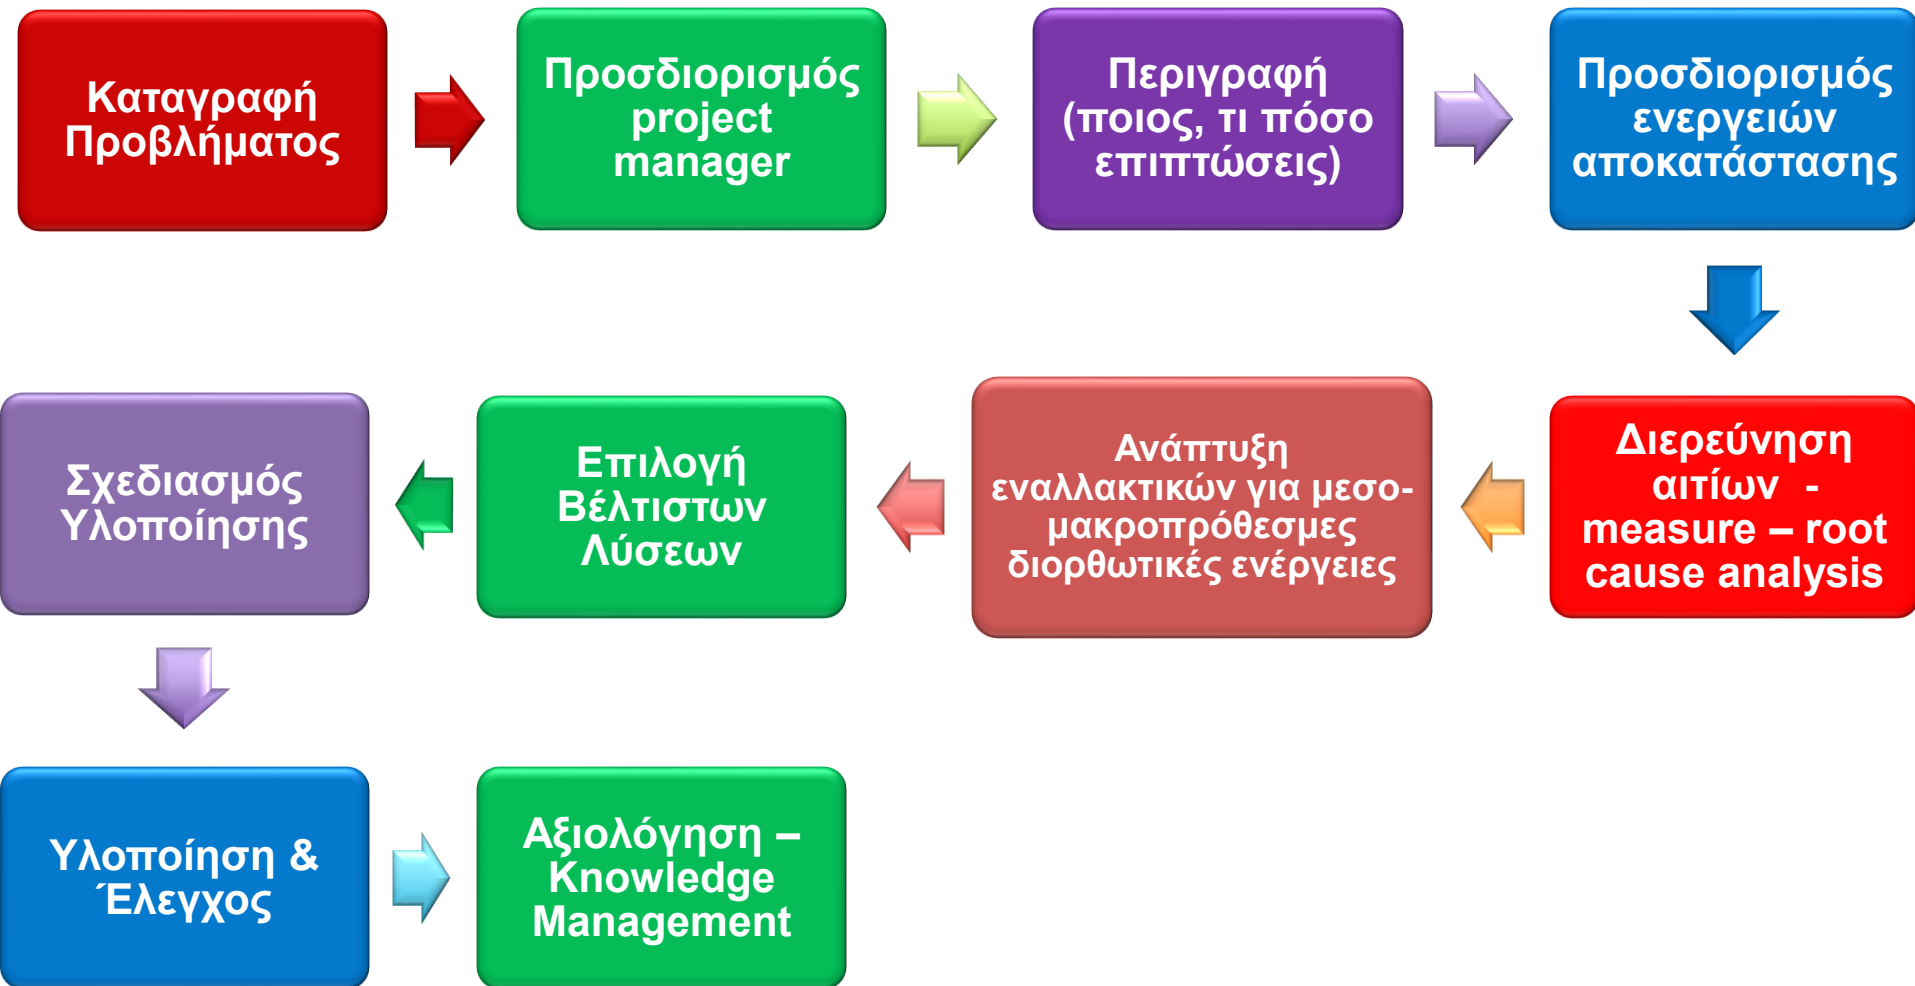 Καταγραφή
Προβλήματος
Προσδιορισμός
project
manager
Περιγραφή
(ποιος, τι πόσο
επιπτώσεις)
Προσδιορισμός
ενεργειών
αποκατάστασης
Διερεύνηση
αιτίων  -
measure – root
cause analysis
Ανάπτυξη
εναλλακτικών για μεσο-
μακροπρόθεσμες
διορθωτικές ενέργειες
Επιλογή
Βέλτιστων
Λύσεων
Σχεδιασμός
Υλοποίησης
Υλοποίηση &
Έλεγχος
Αξιολόγηση –
Knowledge
Management